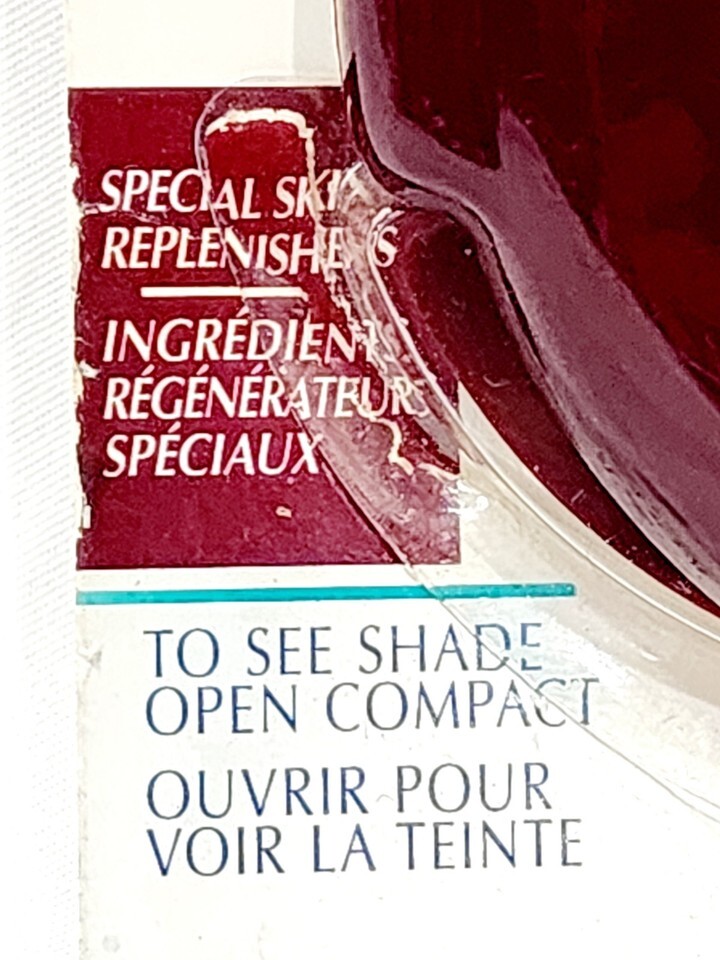 SPECIAL SKIN
REPLENISHERS
INGRÉDIENTS
RÉGÉNÉRATEURS
SPÉCIAUX
TO SEE SHADE
OPEN COMPACT
OUVRIR POUR
VOIR LA TEINTE